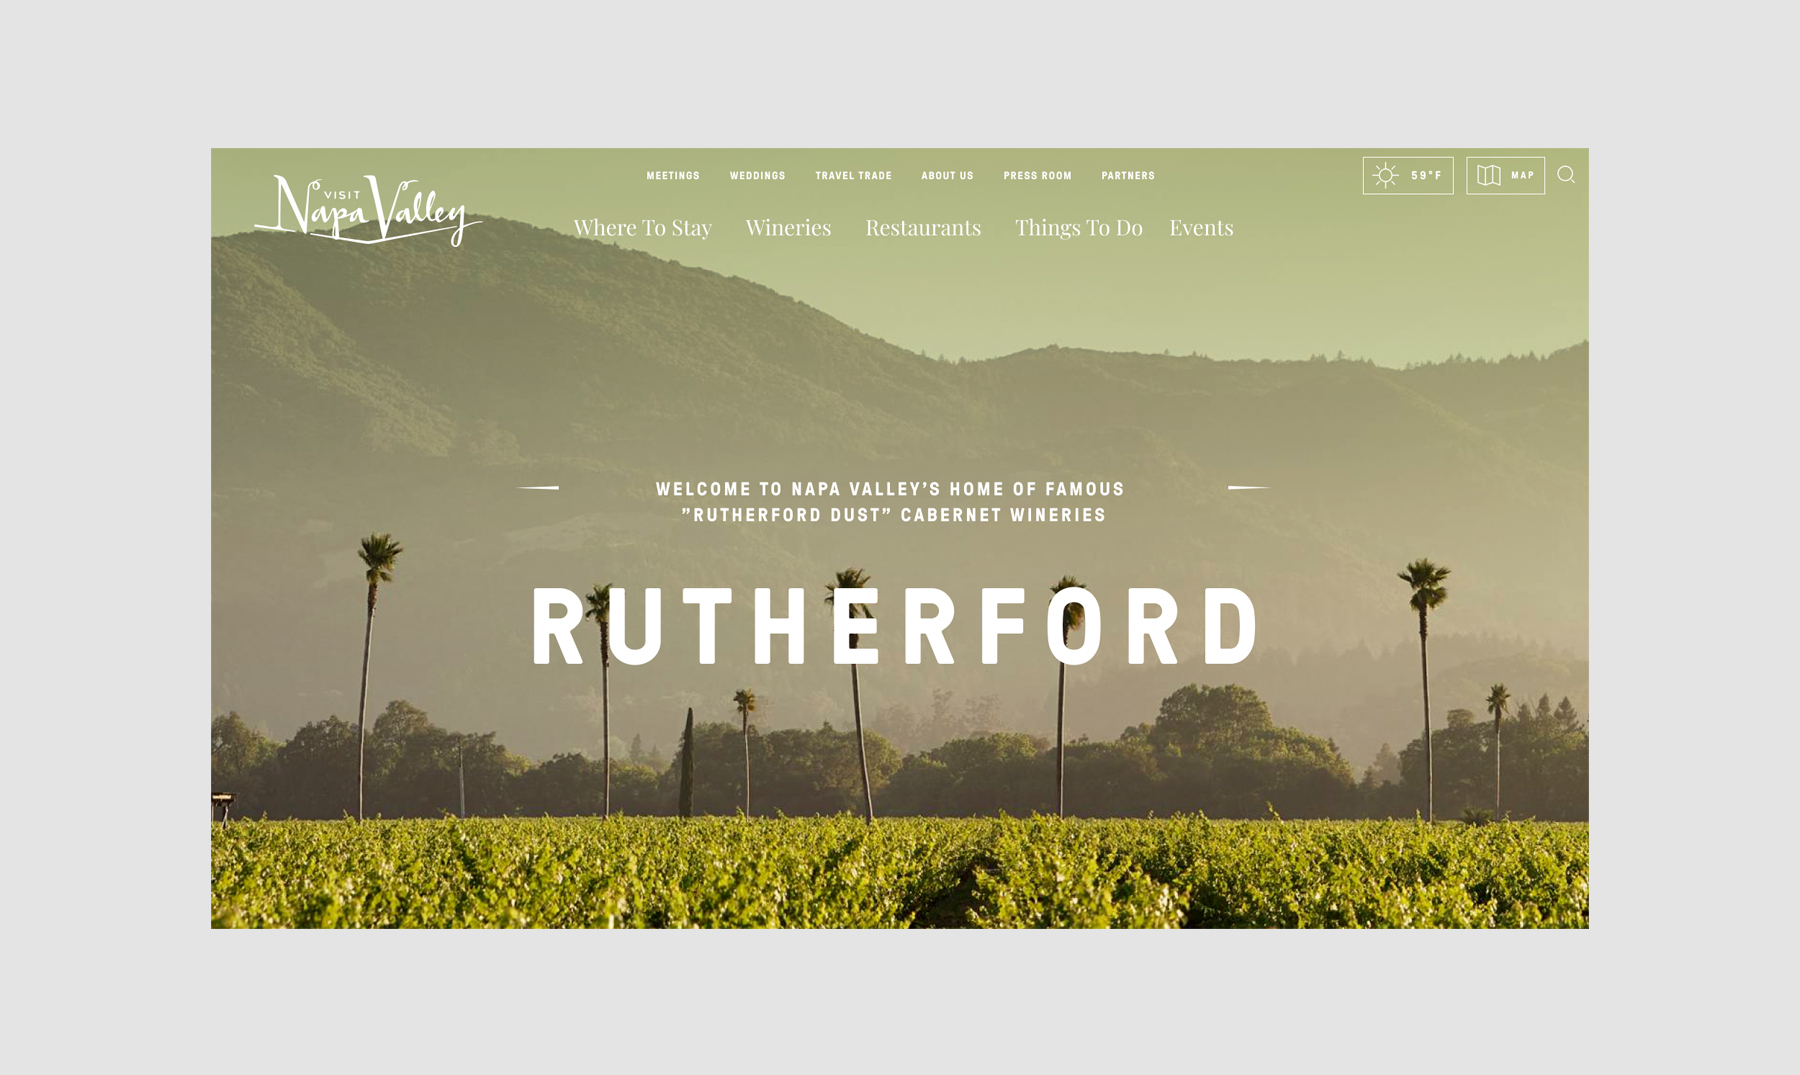 VISIT
Napa Valley
MEETINGS WEDDINGS TRAVEL TRADE ABOUT US PRESS ROOM PARTNERS
59°F
MAP
Where To Stay Wineries Restaurants Things To Do Events
WELCOME TO NAPA VALLEY’S HOME OF FAMOUS
”RUTHERFORD DUST” CABERNET WINERIES
RUTHERFORD